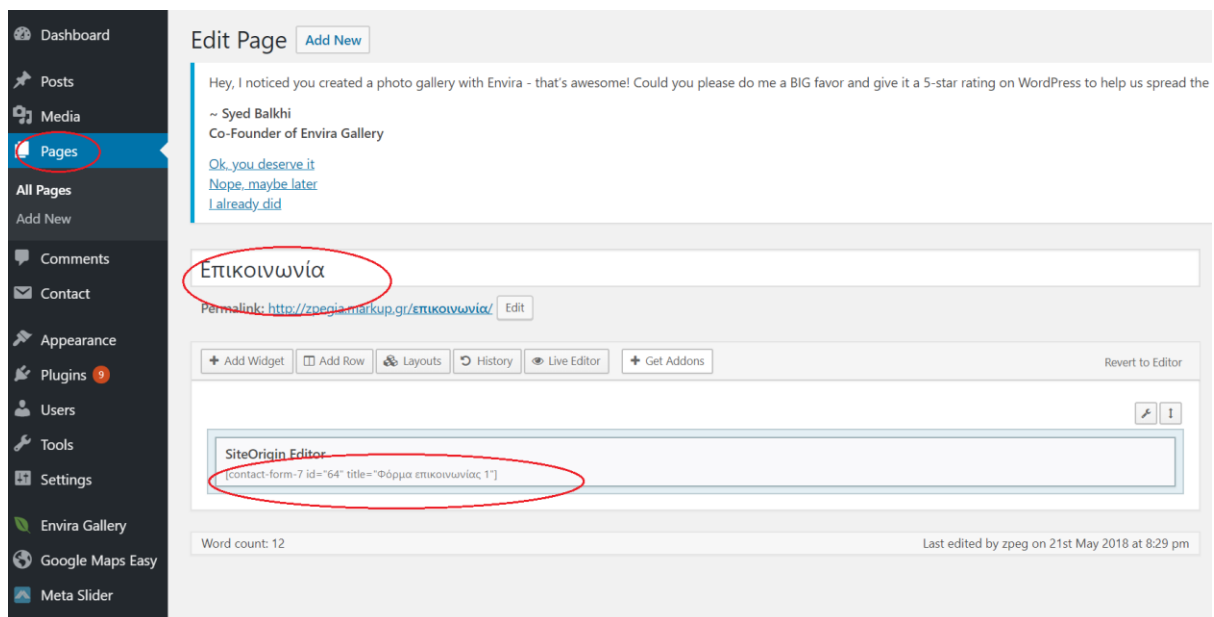 Dashboard
Posts
Media
Pages
All Pages
Add New
Comments
Contact
Appearance
Plugins 9
Users
Tools
Settings
Envira Gallery
Google Maps Easy
Meta Slider
Edit Page Add New
Hey, I noticed you created a photo gallery with Envira - that's awesome! Could you please do me a BIG favor and give it a 5-star rating on WordPress to help us spread the
~ Syed Balkhi
Co-Founder of Envira Gallery
Ok, you deserve it
Nope, maybe later
I already did
Επικοινωνία
Permalink: http://zpegia.markup.gr/επικοινωνία/ Edit
Add Widget Add Row Layouts History Live Editor Get Addons Revert to Editor
SiteOrigin Editor
[contact-form-7 id="64" title="Φόρμα επικοινωνίας 1"]
Word count: 12 Last edited by zpeg on 21st May 2018 at 8:29 pm